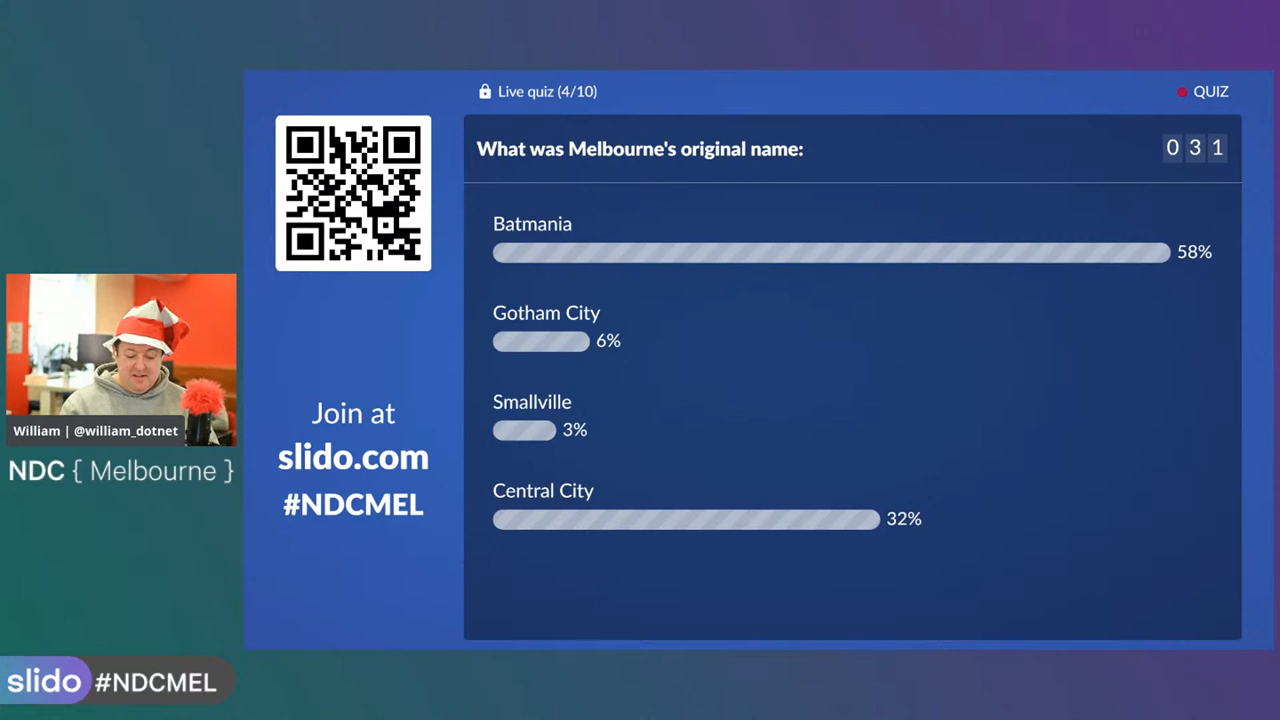 Live quiz (4/10)
QUIZ
What was Melbourne's original name:
0 3 1
Batmania
58%
Gotham City
6%
Smallville
3%
Central City
32%
Join at
slido.com
#NDCMEL
William | @william_dotnet
NDC { Melbourne }
slido #NDCMEL